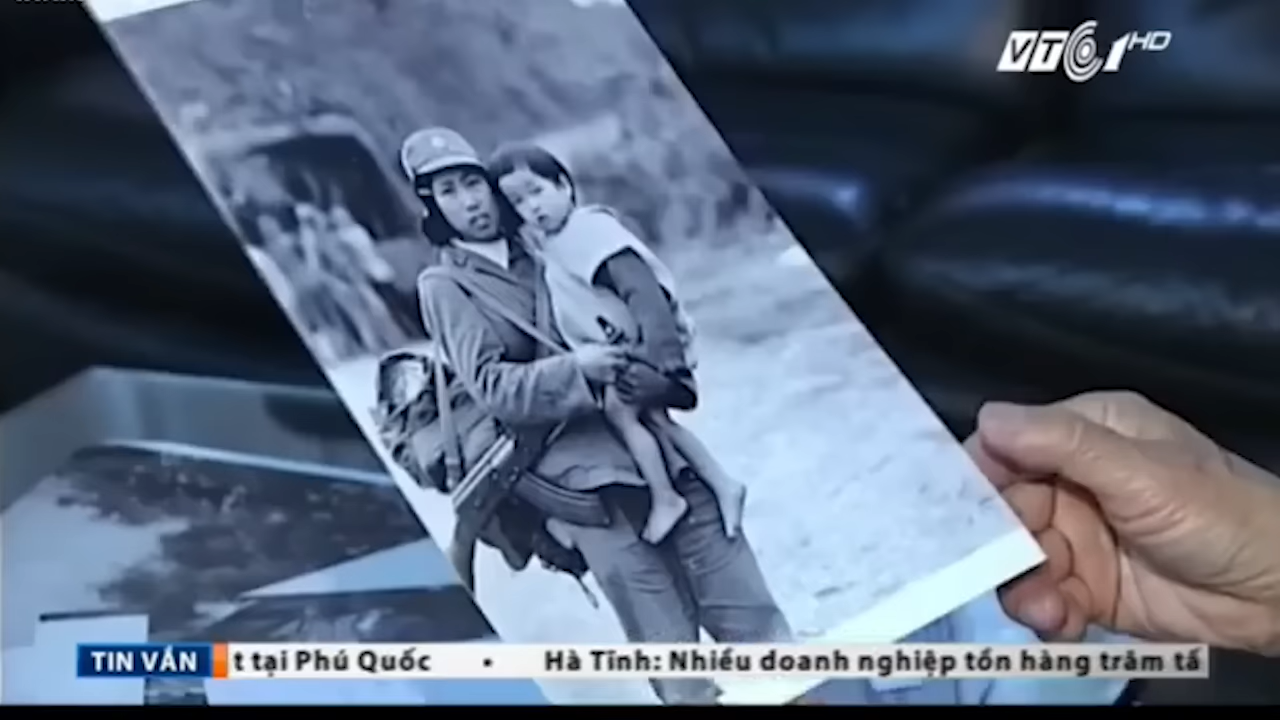 VTC1 HD
TIN VẮN t tại Phú Quốc • Hà Tĩnh: Nhiều doanh nghiệp tồn hàng trăm tấ